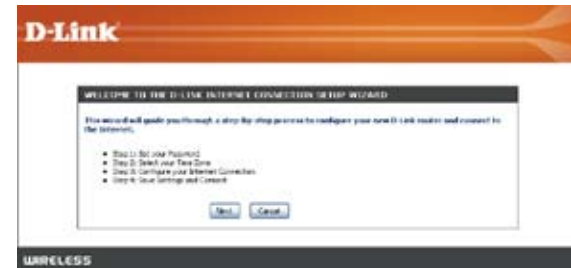 D-Link
WELCOME TO THE D-LINK INTERNET CONNECTION SETUP WIZARD
This wizard will guide you through a step-by-step process to configure your new D-Link router and connect to
the Internet.
• Step 1: Set your Password
• Step 2: Select your Time Zone
• Step 3: Configure your Internet Connection
• Step 4: Save Settings and Connect
Next Cancel
WIRELESS